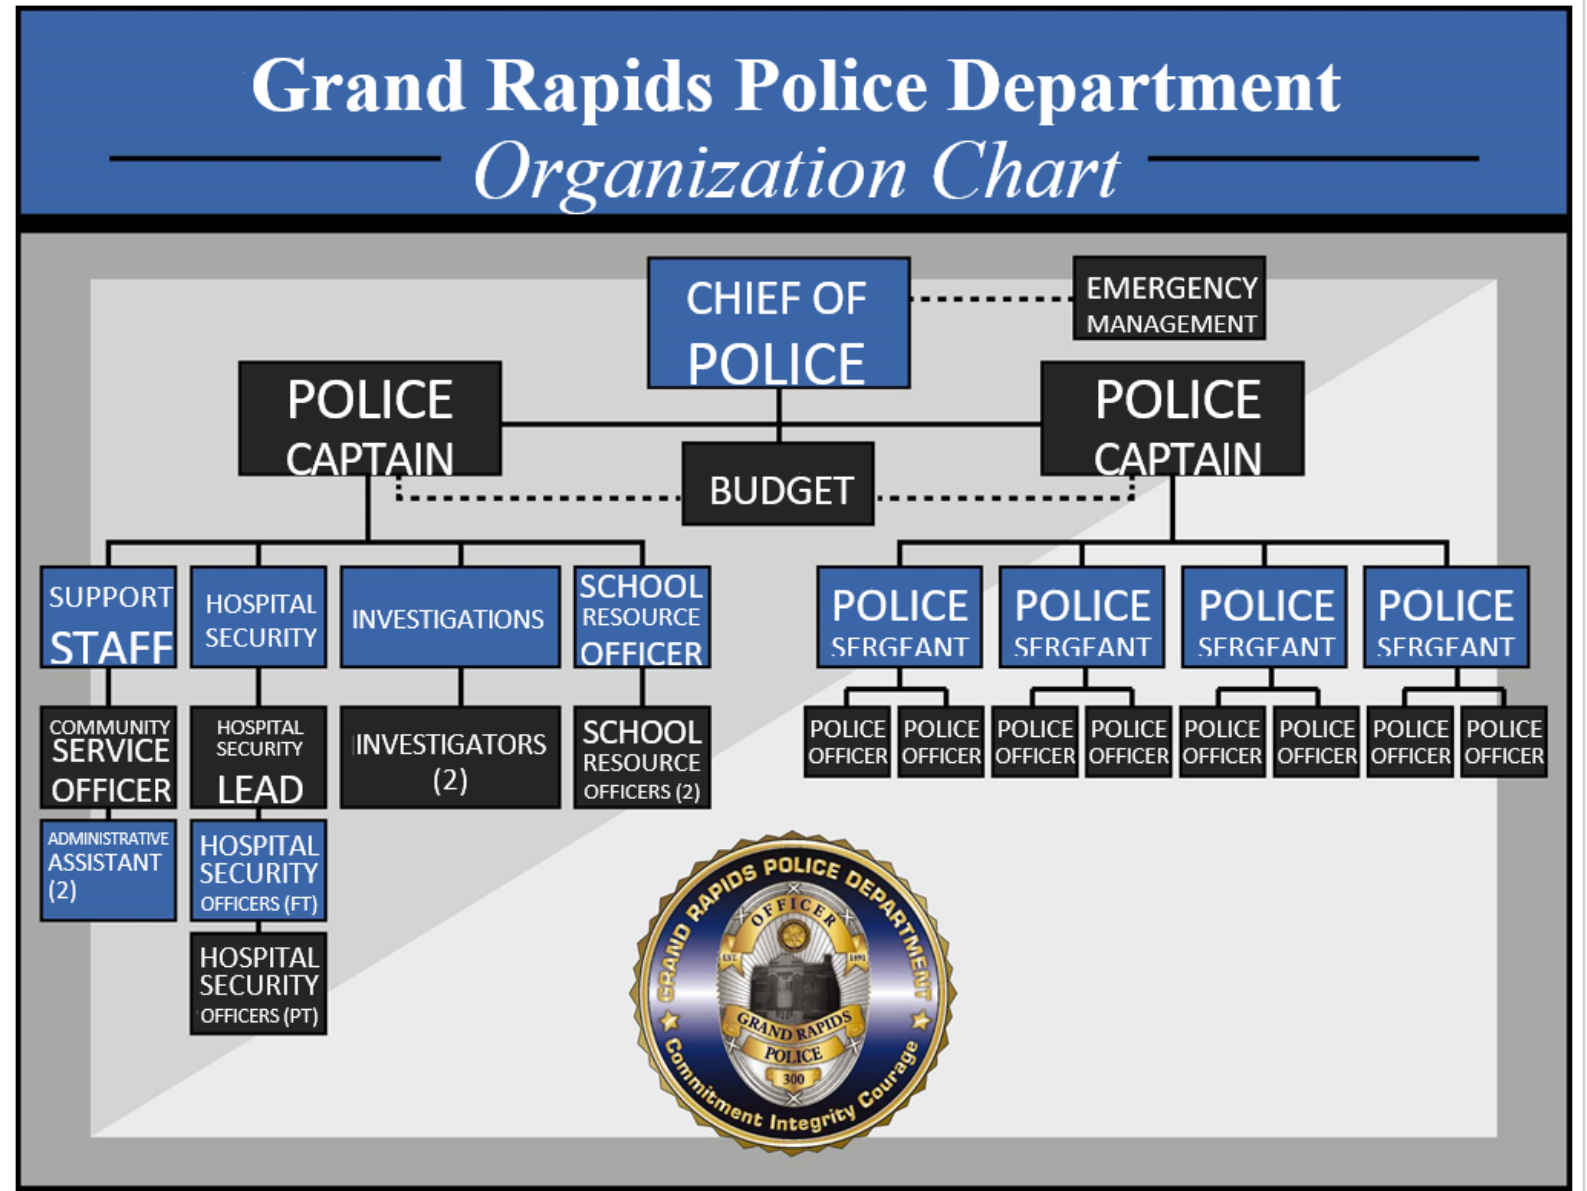 Grand Rapids Police Department
Organization Chart
CHIEF OF
POLICE
EMERGENCY
MANAGEMENT
POLICE
CAPTAIN
POLICE
CAPTAIN
BUDGET
SUPPORT
STAFF
HOSPITAL
SECURITY
INVESTIGATIONS
SCHOOL
RESOURCE
OFFICER
POLICE
SERGEANT
POLICE
SERGEANT
POLICE
SERGEANT
POLICE
SERGEANT
COMMUNITY
SERVICE
OFFICER
HOSPITAL
SECURITY
LEAD
INVESTIGATORS
(2)
SCHOOL
RESOURCE
OFFICERS (2)
POLICE
OFFICER
POLICE
OFFICER
POLICE
OFFICER
POLICE
OFFICER
POLICE
OFFICER
POLICE
OFFICER
POLICE
OFFICER
POLICE
OFFICER
ADMINISTRATIVE
ASSISTANT
(2)
HOSPITAL
SECURITY
OFFICERS (FT)
HOSPITAL
SECURITY
OFFICERS (PT)
GRAND RAPIDS POLICE DEPARTMENT
OFFICER
EST. 1891
GRAND RAPIDS
POLICE
300
Commitment Integrity Courage